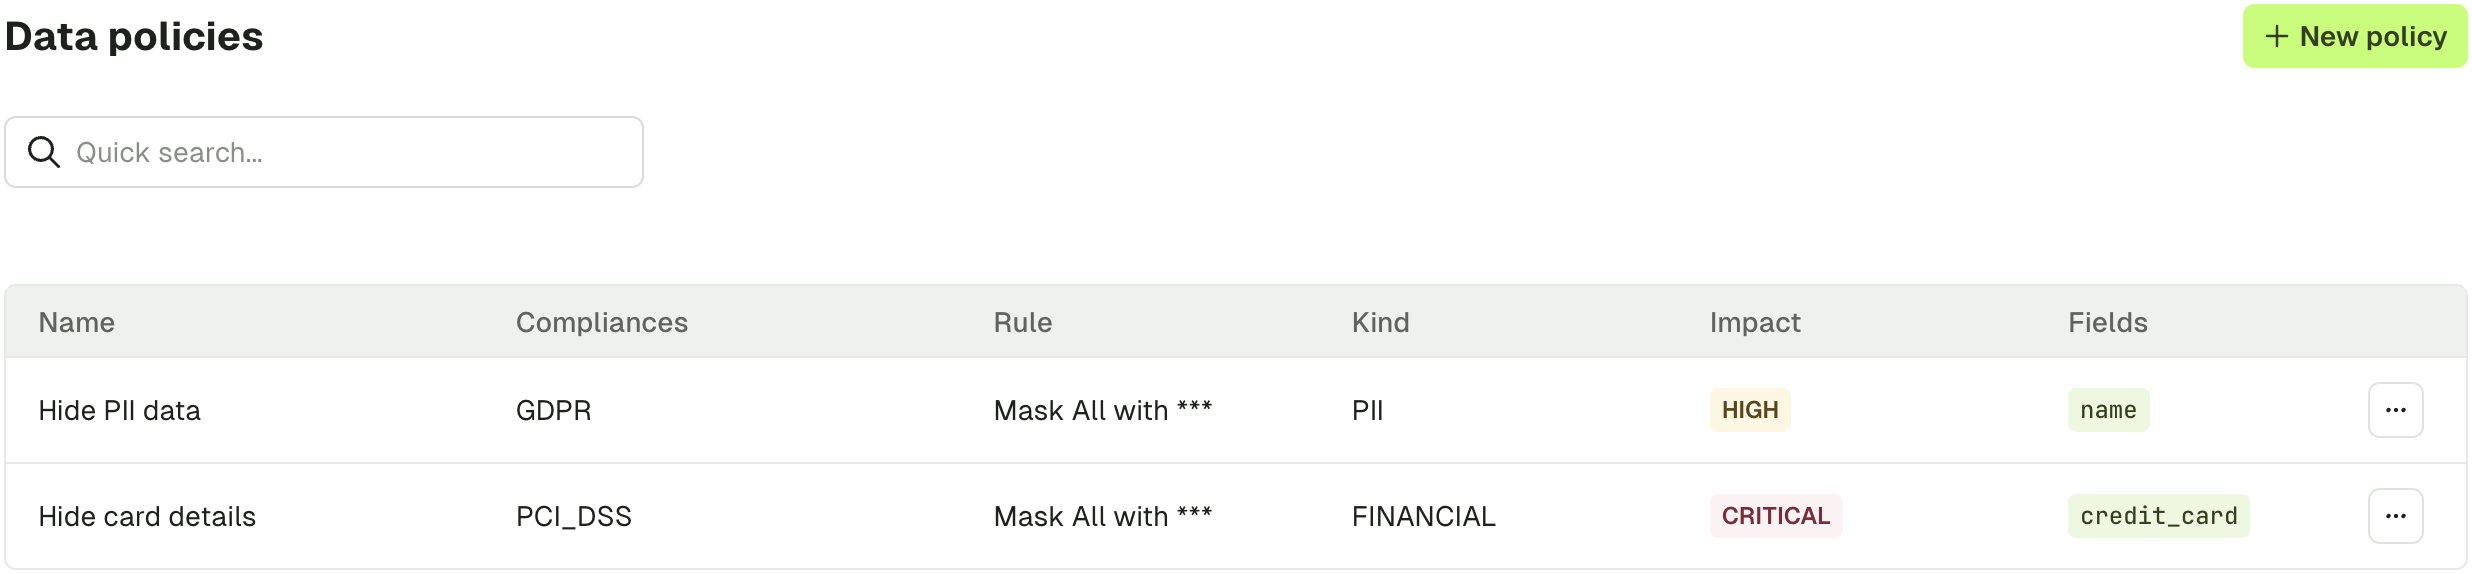 Data policies
New policy
Quick search...
Name Compliances Rule Kind Impact Fields
Hide PII data GDPR Mask All with *** PII HIGH name
Hide card details PCI_DSS Mask All with *** FINANCIAL CRITICAL credit_card